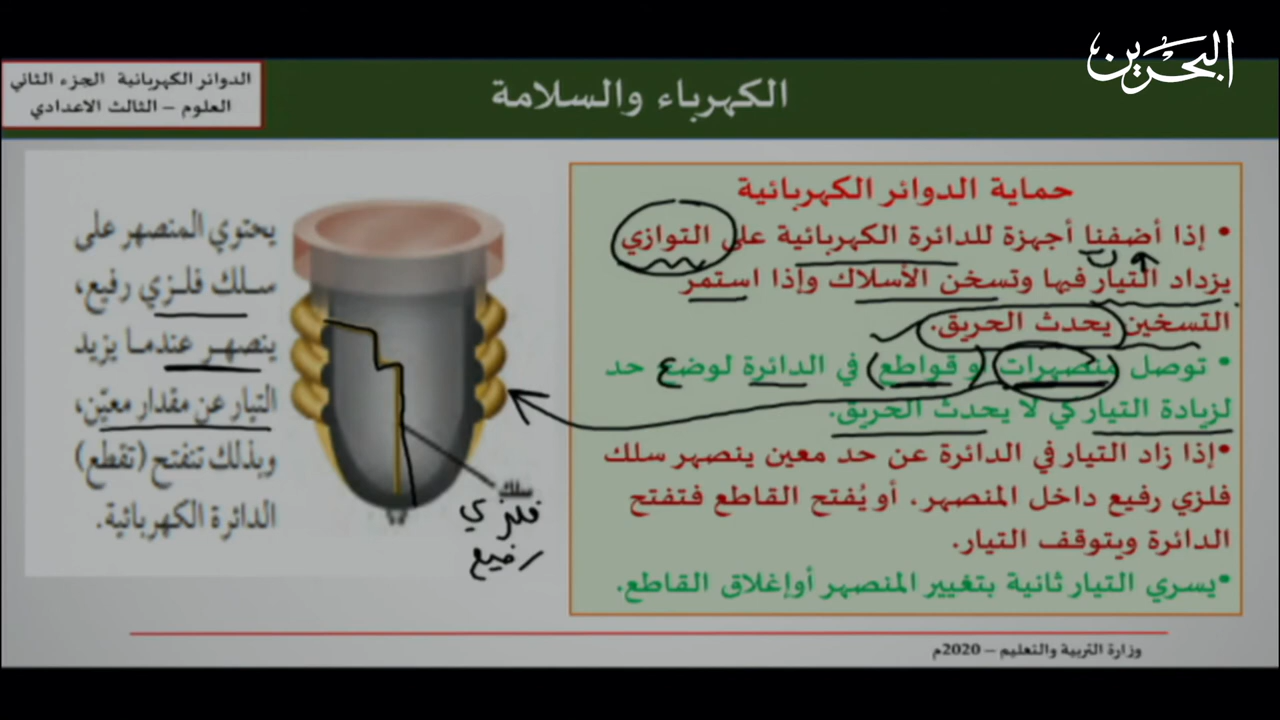 البحرين
الدوائر الكهربائية الجزء الثاني
العلوم – الثالث الاعدادي
الكهرباء والسلامة
حماية الدوائر الكهربائية
• إذا أضفنا أجهزة للدائرة الكهربائية على التوازي
يزداد التيار فيها وتسخن الأسلاك وإذا استمر
التسخين يحدث الحريق.
• توصل منصهرات و قواطع في الدائرة لوضع حد
لزيادة التيار كي لا يحدث الحريق.
•إذا زاد التيار في الدائرة عن حد معين ينصهر سلك
فلزي رفيع داخل المنصهر. أو يُفتح القاطع فتفتح
الدائرة ويتوقف التيار.
•يسري التيار ثانية بتغيير المنصهر أوإغلاق القاطع.
يحتوي المنصهر على
سلك فلزي رفيع،
ينصهر عندما يزيد
التيار عن مقدار معيّن،
وبذلك تنفتح (تقطع)
الدائرة الكهربائية.
سلك
فلزي
رفيع
وزارة التربية والتعليم – 2020م